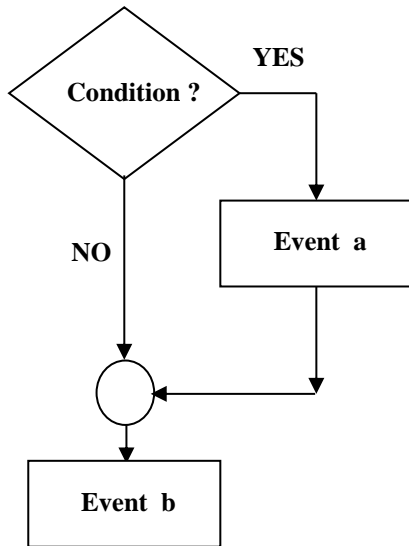 YES
Condition ?
Event a
NO
Event b